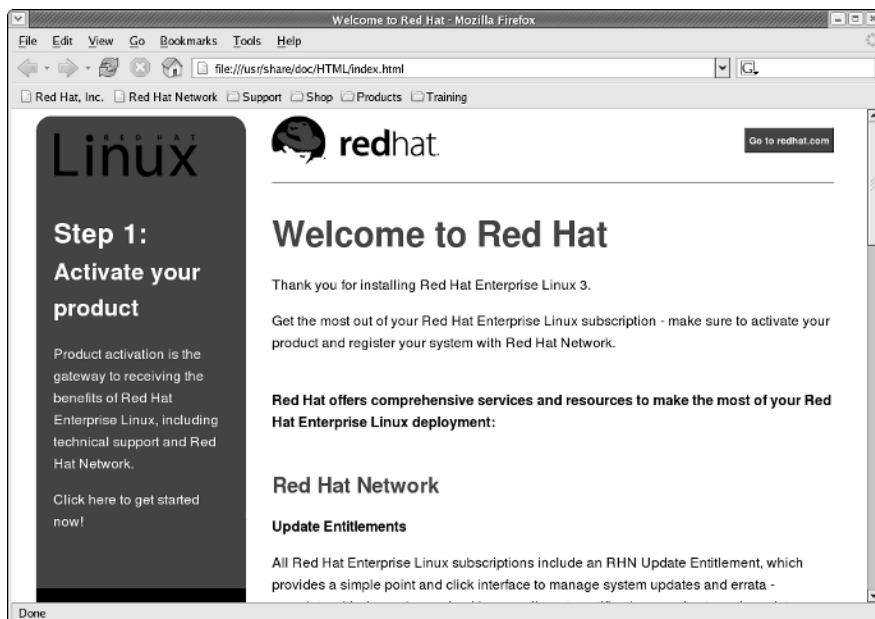 Welcome to Red Hat - Mozilla Firefox
File Edit View Go Bookmarks Tools Help
file:///usr/share/doc/HTML/index.html
G
Red Hat, Inc. Red Hat Network Support Shop Products Training
RED HAT
Linux
Step 1:
Activate your
product
Product activation is the
gateway to receiving the
benefits of Red Hat
Enterprise Linux, including
technical support and Red
Hat Network.
Click here to get started
now!
redhat.
Go to redhat.com
Welcome to Red Hat
Thank you for installing Red Hat Enterprise Linux 3.
Get the most out of your Red Hat Enterprise Linux subscription - make sure to activate your
product and register your system with Red Hat Network.
Red Hat offers comprehensive services and resources to make the most of your Red
Hat Enterprise Linux deployment:
Red Hat Network
Update Entitlements
All Red Hat Enterprise Linux subscriptions include an RHN Update Entitlement, which
provides a simple point and click interface to manage system updates and errata -
Done